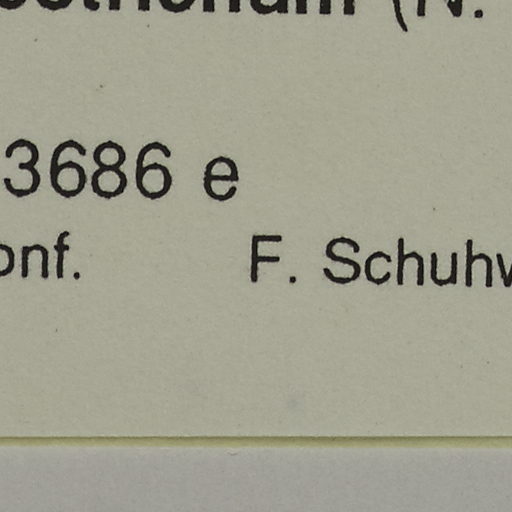 (N.
3686 e
onf. F. Schuhw